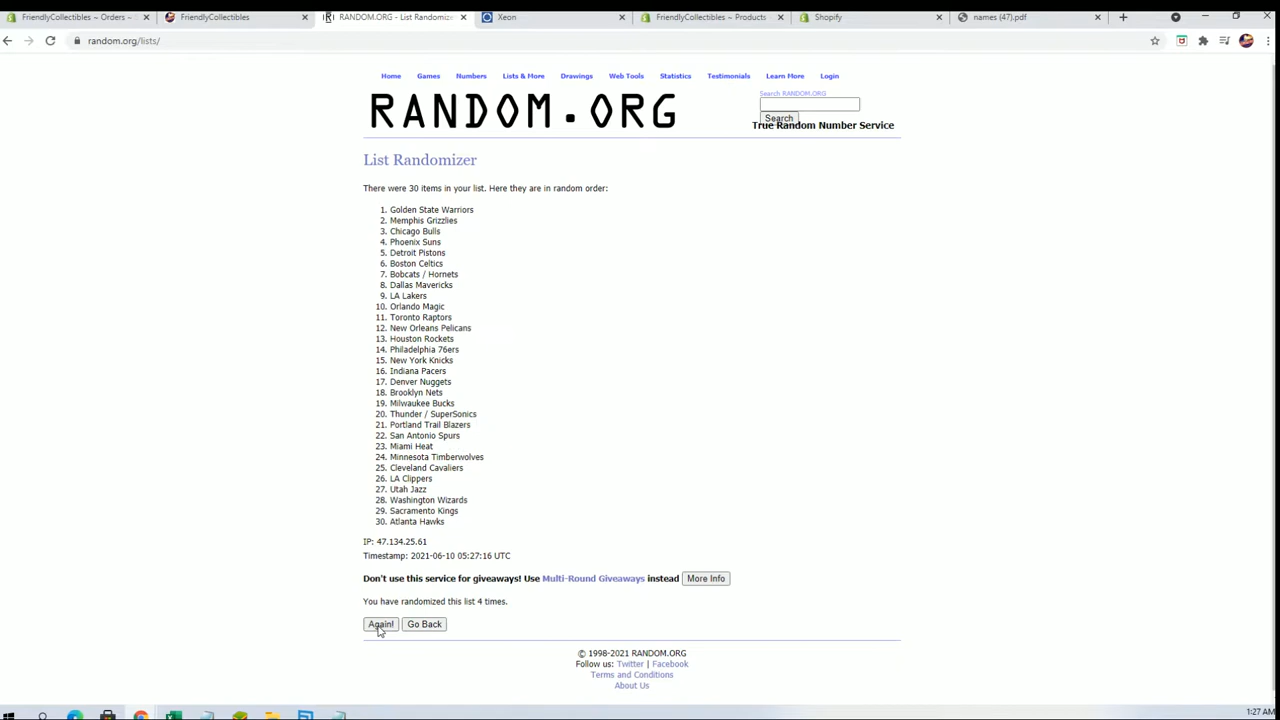 FriendlyCollectibles ~ Orders ~ S
FriendlyCollectibles
RANDOM.ORG - List Randomizer
Xeon
FriendlyCollectibles ~ Products ~
Shopify
names (47).pdf
random.org/lists/
Home Games Numbers Lists & More Drawings Web Tools Statistics Testimonials Learn More Login
Search RANDOM.ORG
RANDOM.ORG
Search
True Random Number Service
List Randomizer
There were 30 items in your list. Here they are in random order:
1. Golden State Warriors
2. Memphis Grizzlies
3. Chicago Bulls
4. Phoenix Suns
5. Detroit Pistons
6. Boston Celtics
7. Bobcats / Hornets
8. Dallas Mavericks
9. LA Lakers
10. Orlando Magic
11. Toronto Raptors
12. New Orleans Pelicans
13. Houston Rockets
14. Philadelphia 76ers
15. New York Knicks
16. Indiana Pacers
17. Denver Nuggets
18. Brooklyn Nets
19. Milwaukee Bucks
20. Thunder / SuperSonics
21. Portland Trail Blazers
22. San Antonio Spurs
23. Miami Heat
24. Minnesota Timberwolves
25. Cleveland Cavaliers
26. LA Clippers
27. Utah Jazz
28. Washington Wizards
29. Sacramento Kings
30. Atlanta Hawks
IP: 47.134.25.61
Timestamp: 2021-06-10 05:27:16 UTC
Don't use this service for giveaways! Use Multi-Round Giveaways instead More Info
You have randomized this list 4 times.
Again! Go Back
© 1998-2021 RANDOM.ORG
Follow us: Twitter | Facebook
Terms and Conditions
About Us
1:27 AM